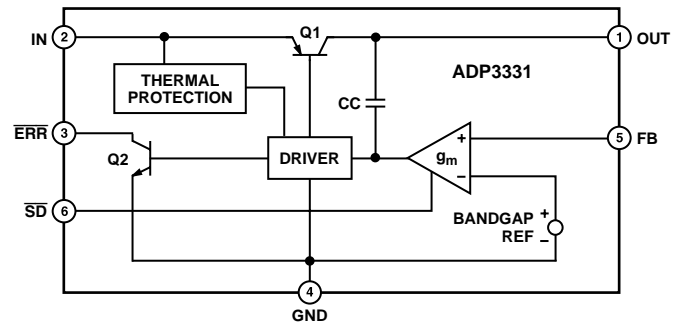 Q1
IN 2
1 OUT
THERMAL
PROTECTION
ADP3331
CC
ERR 3
5 FB
Q2
DRIVER
gm
+
−
SD 6
BANDGAP
REF
+
−
4
GND